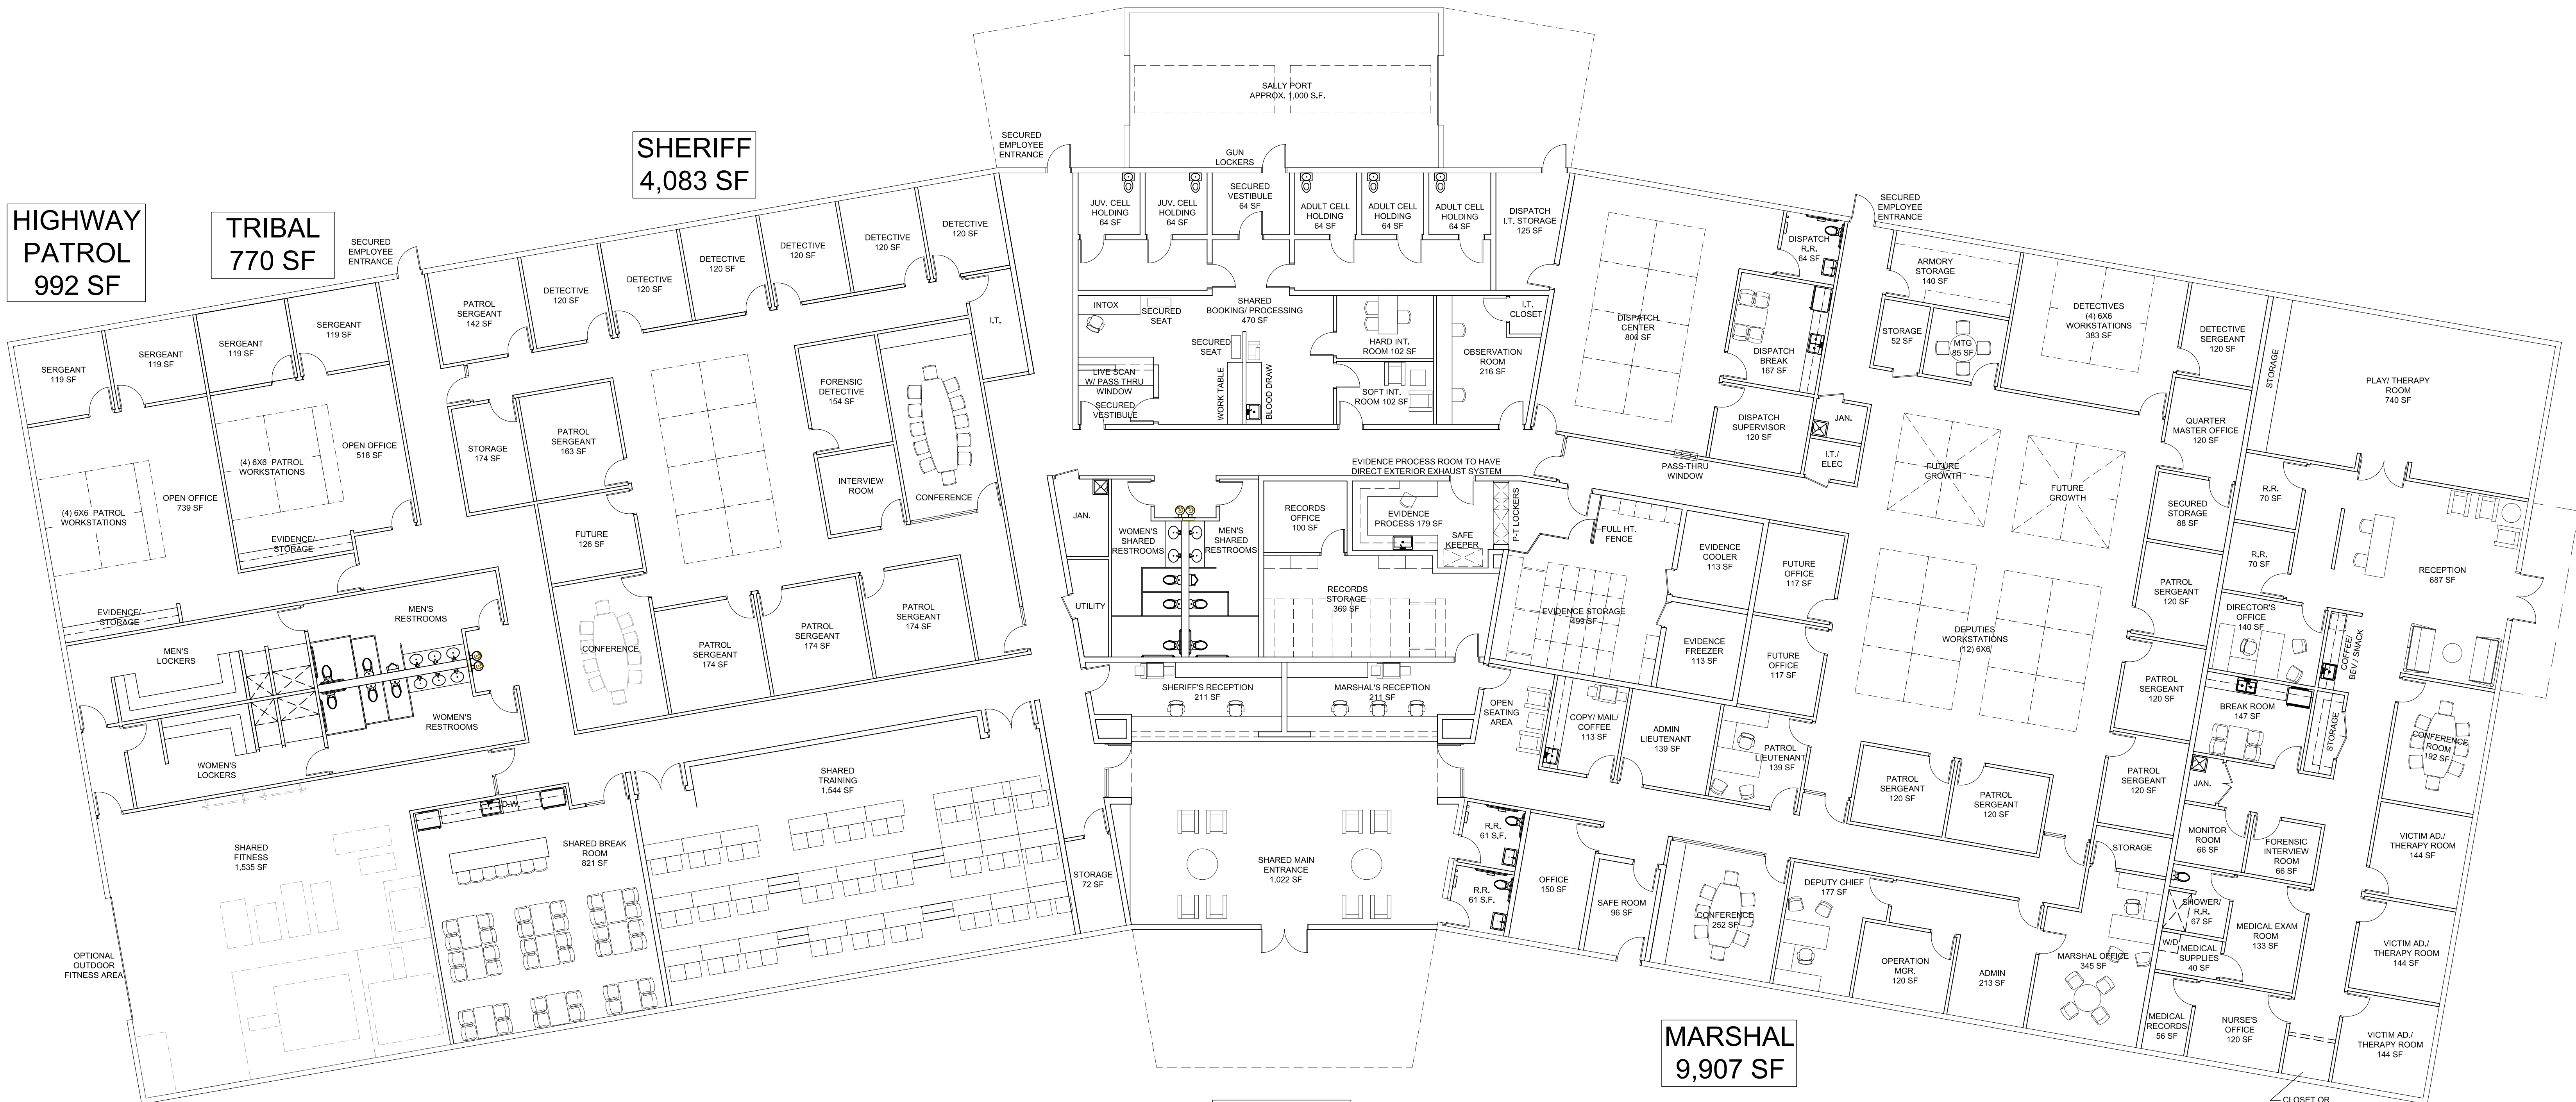 SALLY PORT
APPROX. 1,000 S.F.
SECURED
EMPLOYEE
ENTRANCE
GUN
LOCKERS
SHERIFF
4,083 SF
HIGHWAY
PATROL
992 SF
TRIBAL
770 SF
SECURED
EMPLOYEE
ENTRANCE
SECURED
EMPLOYEE
ENTRANCE
JUV. CELL
HOLDING
64 SF
JUV. CELL
HOLDING
64 SF
SECURED
VESTIBULE
64 SF
ADULT CELL
HOLDING
64 SF
ADULT CELL
HOLDING
64 SF
ADULT CELL
HOLDING
64 SF
DISPATCH
I.T. STORAGE
125 SF
DISPATCH
R.R.
64 SF
SERGEANT
119 SF
SERGEANT
119 SF
SERGEANT
119 SF
SERGEANT
119 SF
PATROL
SERGEANT
142 SF
DETECTIVE
120 SF
DETECTIVE
120 SF
DETECTIVE
120 SF
DETECTIVE
120 SF
DETECTIVE
120 SF
DETECTIVE
120 SF
I.T.
INTOX
SECURED
SEAT
SHARED
BOOKING/ PROCESSING
470 SF
SECURED
SEAT
LIVE SCAN
W/ PASS THRU
WINDOW
SECURED
VESTIBULE
WORK TABLE
BLOOD DRAW
HARD INT.
ROOM 102 SF
SOFT INT.
ROOM 102 SF
I.T.
CLOSET
OBSERVATION
ROOM
216 SF
DISPATCH
CENTER
800 SF
DISPATCH
BREAK
167 SF
DISPATCH
SUPERVISOR
120 SF
JAN.
I.T./
ELEC
PASS-THRU
WINDOW
ARMORY
STORAGE
140 SF
STORAGE
52 SF
MTG
85 SF
DETECTIVES
(4) 6X6
WORKSTATIONS
383 SF
DETECTIVE
SERGEANT
120 SF
STORAGE
PLAY/ THERAPY
ROOM
740 SF
QUARTER
MASTER OFFICE
120 SF
FUTURE
GROWTH
FUTURE
GROWTH
SECURED
STORAGE
88 SF
R.R.
70 SF
R.R.
70 SF
RECEPTION
687 SF
(4) 6X6 PATROL
WORKSTATIONS
OPEN OFFICE
739 SF
(4) 6X6 PATROL
WORKSTATIONS
OPEN OFFICE
518 SF
EVIDENCE/
STORAGE
EVIDENCE/
STORAGE
STORAGE
174 SF
PATROL
SERGEANT
163 SF
FUTURE
126 SF
FORENSIC
DETECTIVE
154 SF
INTERVIEW
ROOM
CONFERENCE
CONFERENCE
PATROL
SERGEANT
174 SF
PATROL
SERGEANT
174 SF
PATROL
SERGEANT
174 SF
MEN'S
RESTROOMS
MEN'S
LOCKERS
WOMEN'S
RESTROOMS
WOMEN'S
LOCKERS
EVIDENCE PROCESS ROOM TO HAVE
DIRECT EXTERIOR EXHAUST SYSTEM
JAN.
UTILITY
WOMEN'S
SHARED
RESTROOMS
MEN'S
SHARED
RESTROOMS
RECORDS
OFFICE
100 SF
EVIDENCE
PROCESS 179 SF
SAFE
KEEPER
P-T LOCKERS
RECORDS
STORAGE
369 SF
FULL HT.
FENCE
EVIDENCE STORAGE
499 SF
EVIDENCE
COOLER
113 SF
EVIDENCE
FREEZER
113 SF
FUTURE
OFFICE
117 SF
FUTURE
OFFICE
117 SF
DEPUTIES
WORKSTATIONS
(12) 6X6
PATROL
SERGEANT
120 SF
PATROL
SERGEANT
120 SF
PATROL
SERGEANT
120 SF
DIRECTOR'S
OFFICE
140 SF
COFFEE/
BEV./ SNACK
BREAK ROOM
147 SF
STORAGE
JAN.
CONFERENCE
ROOM
192 SF
SHERIFF'S RECEPTION
211 SF
MARSHAL'S RECEPTION
211 SF
OPEN
SEATING
AREA
COPY/ MAIL/
COFFEE
113 SF
ADMIN
LIEUTENANT
139 SF
PATROL
LIEUTENANT
139 SF
PATROL
SERGEANT
120 SF
PATROL
SERGEANT
120 SF
SHARED
TRAINING
1,544 SF
SHARED BREAK
ROOM
821 SF
D.W.
SHARED
FITNESS
1,535 SF
OPTIONAL
OUTDOOR
FITNESS AREA
STORAGE
72 SF
SHARED MAIN
ENTRANCE
1,022 SF
R.R.
61 S.F.
R.R.
61 S.F.
OFFICE
150 SF
SAFE ROOM
96 SF
CONFERENCE
252 SF
DEPUTY CHIEF
177 SF
OPERATION
MGR.
120 SF
ADMIN
213 SF
MARSHAL OFFICE
345 SF
STORAGE
MONITOR
ROOM
66 SF
FORENSIC
INTERVIEW
ROOM
66 SF
SHOWER/
R.R.
67 SF
W/D
MEDICAL
SUPPLIES
40 SF
MEDICAL EXAM
ROOM
133 SF
MEDICAL
RECORDS
56 SF
NURSE'S
OFFICE
120 SF
VICTIM AD./
THERAPY ROOM
144 SF
VICTIM AD./
THERAPY ROOM
144 SF
VICTIM AD./
THERAPY ROOM
144 SF
MARSHAL
9,907 SF
CLOSET OR